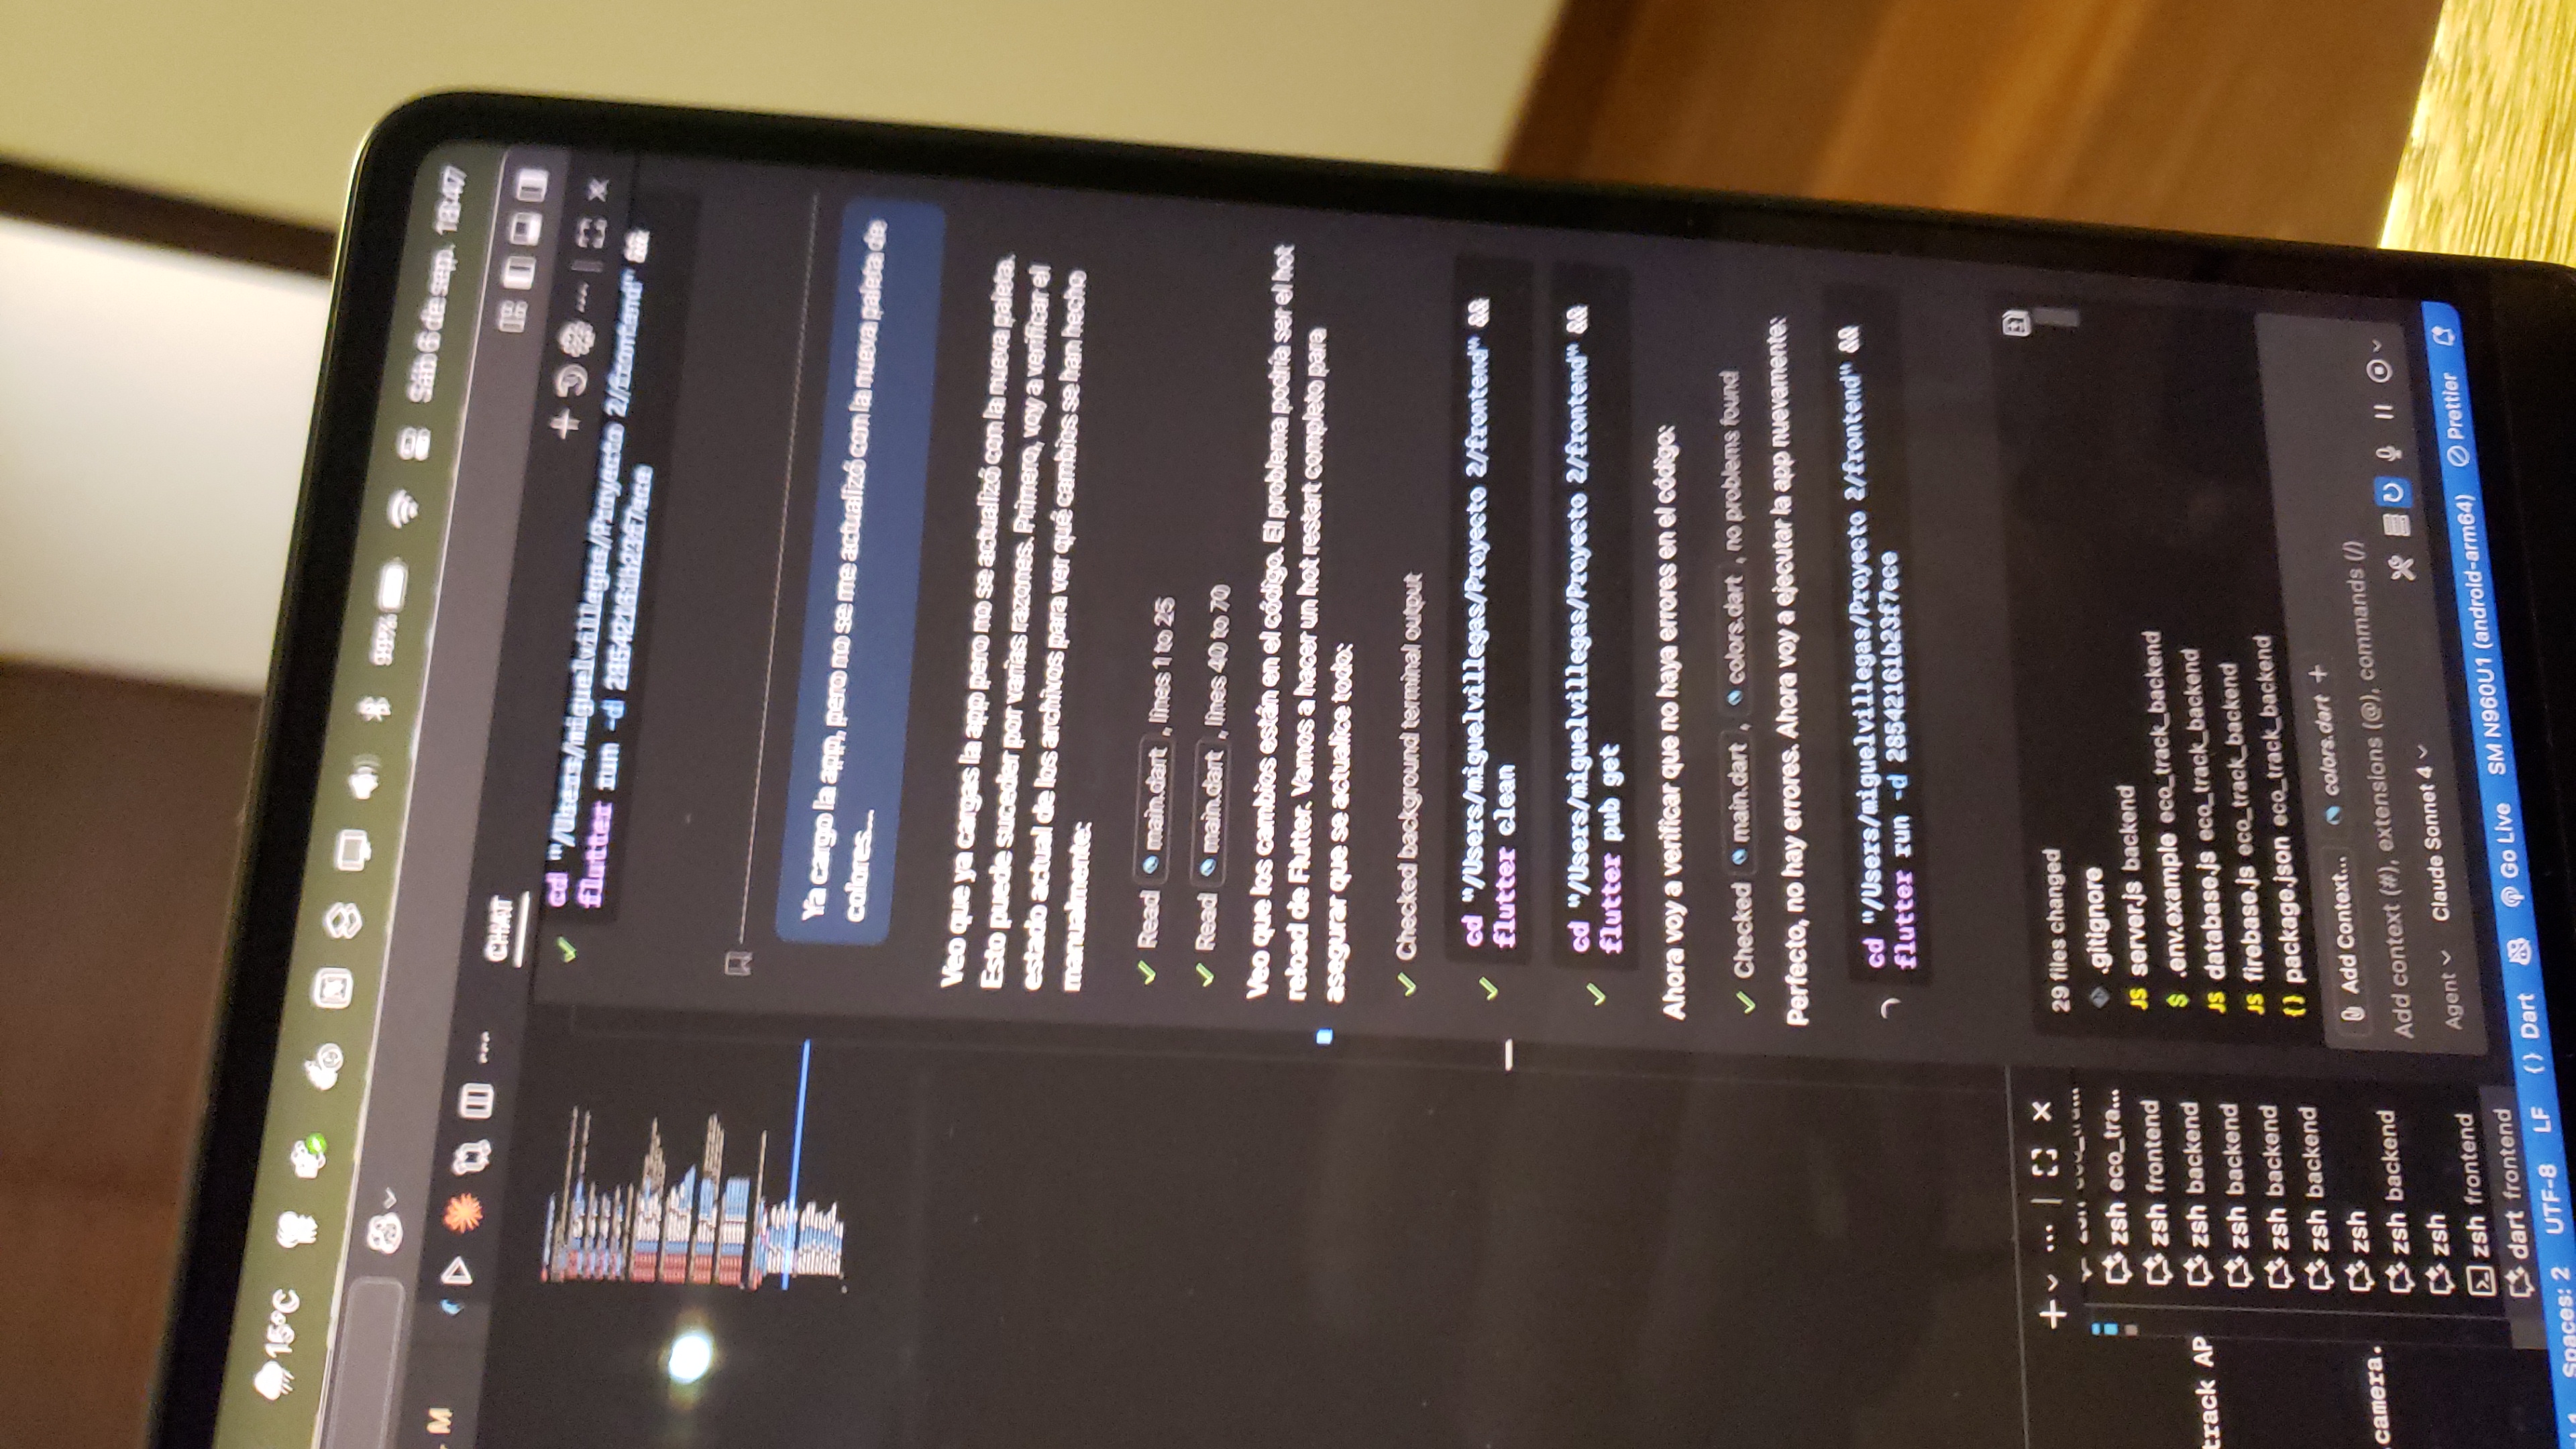 15°C
99%
Sáb 6 de sep. 18:47
M
CHAT
cd "/Users/miguelvillegas/Proyecto 2/frontend" &&
flutter run -d 28542161b23f7ece
Ya cargo la app, pero no se me actualizó con la nueva paleta de
colores...
Veo que ya cargas la app pero no se actualizó con la nueva paleta.
Esto puede suceder por varias razones. Primero, voy a verificar el
estado actual de los archivos para ver qué cambios se han hecho
manualmente:
Read main.dart , lines 1 to 25
Read main.dart , lines 40 to 70
Veo que los cambios están en el código. El problema podría ser el hot
reload de Flutter. Vamos a hacer un hot restart completo para
asegurar que se actualice todo:
Checked background terminal output
cd "/Users/miguelvillegas/Proyecto 2/frontend" &&
flutter clean
cd "/Users/miguelvillegas/Proyecto 2/frontend" &&
flutter pub get
Ahora voy a verificar que no haya errores en el código:
Checked main.dart , colors.dart , no problems found
Perfecto, no hay errores. Ahora voy a ejecutar la app nuevamente:
cd "/Users/miguelvillegas/Proyecto 2/frontend" &&
flutter run -d 28542161b23f7ece
29 files changed
.gitignore
JS server.js backend
$ .env.example eco_track_backend
JS database.js eco_track_backend
JS firebase.js eco_track_backend
{} package.json eco_track_backend
Add Context... colors.dart +
Add context (#), extensions (@), commands (/)
Agent Claude Sonnet 4
zsh eco_tra...
zsh frontend
zsh backend
zsh backend
zsh backend
zsh backend
zsh
zsh backend
zsh
zsh frontend
dart frontend
track AP
camera.
Spaces: 2 UTF-8 LF {} Dart Go Live SM N960U1 (android-arm64) Prettier